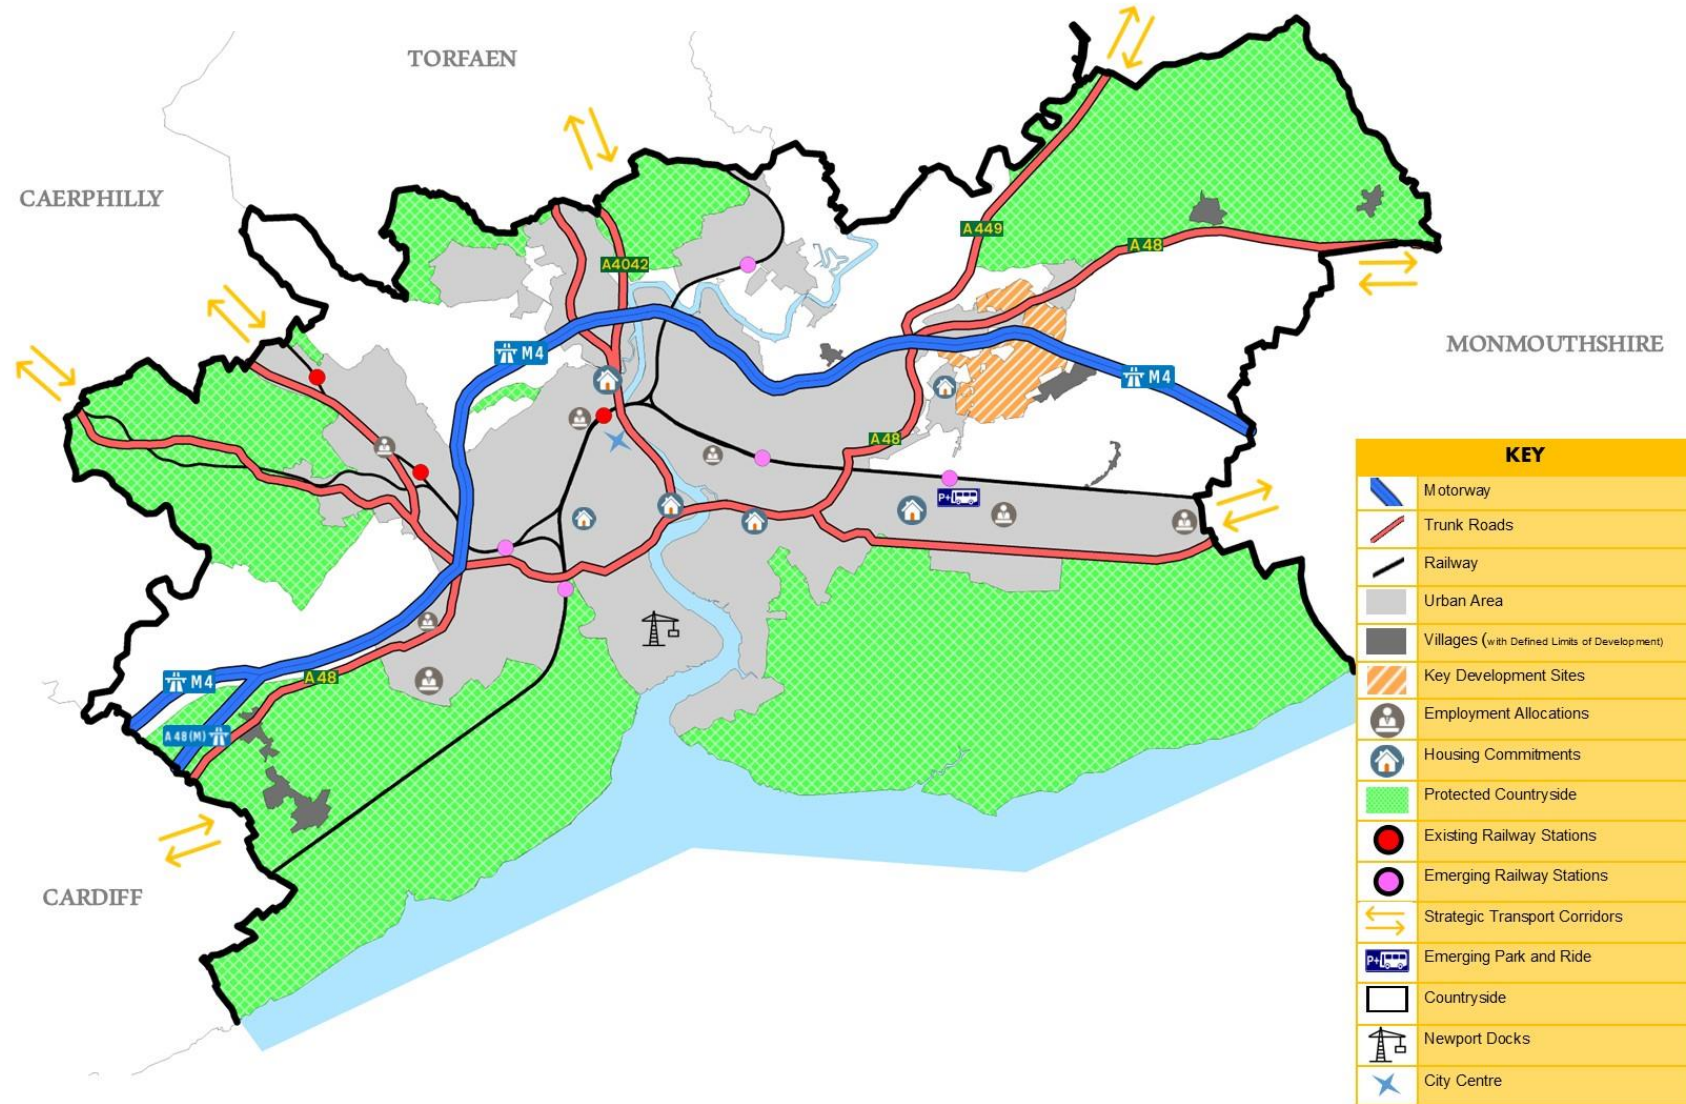 TORFAEN
CAERPHILLY
A449
A48
A4042
MONMOUTHSHIRE
M4
M4
A48
KEY
Motorway
Trunk Roads
Railway
Urban Area
Villages (with Defined Limits of Development)
Key Development Sites
Employment Allocations
Housing Commitments
Protected Countryside
Existing Railway Stations
Emerging Railway Stations
Strategic Transport Corridors
P+ Emerging Park and Ride
Countryside
Newport Docks
City Centre
P+
M4
A48
A48(M)
CARDIFF